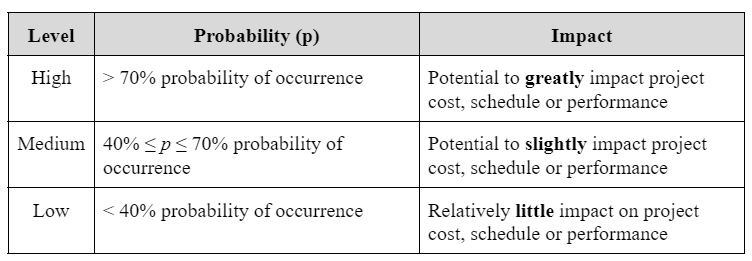 Level Probability (p) Impact
High > 70% probability of occurrence Potential to greatly impact project
cost, schedule or performance
Medium 40% ≤ p ≤ 70% probability of Potential to slightly impact project
occurrence cost, schedule or performance
Low < 40% probability of occurrence Relatively little impact on project
cost, schedule or performance